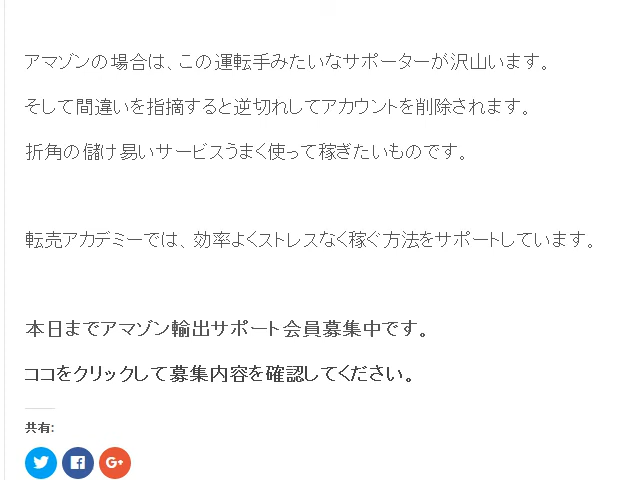 アマゾンの場合は、この運転手みたいなサポーターが沢山います。
そして間違いを指摘すると逆切れしてアカウントを削除されます。
折角の儲け易いサービスうまく使って稼ぎたいものです。
転売アカデミーでは、効率よくストレスなく稼ぐ方法をサポートしています。
本日までアマゾン輸出サポート会員募集中です。
ココをクリックして募集内容を確認してください。
共有:
G+